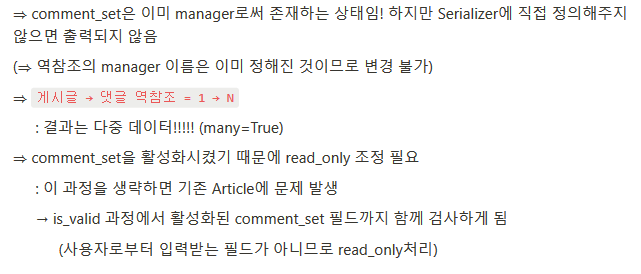 ⇒ comment_set은 이미 manager로써 존재하는 상태임! 하지만 Serializer에 직접 정의해주지
않으면 출력되지 않음
(⇒ 역참조의 manager 이름은 이미 정해진 것이므로 변경 불가)
⇒ 게시글 → 댓글 역참조 = 1 → N
: 결과는 다중 데이터!!!!! (many=True)
⇒ comment_set을 활성화시켰기 때문에 read_only 조정 필요
: 이 과정을 생략하면 기존 Article에 문제 발생
→ is_valid 과정에서 활성화된 comment_set 필드까지 함께 검사하게 됨
(사용자로부터 입력받는 필드가 아니므로 read_only처리)